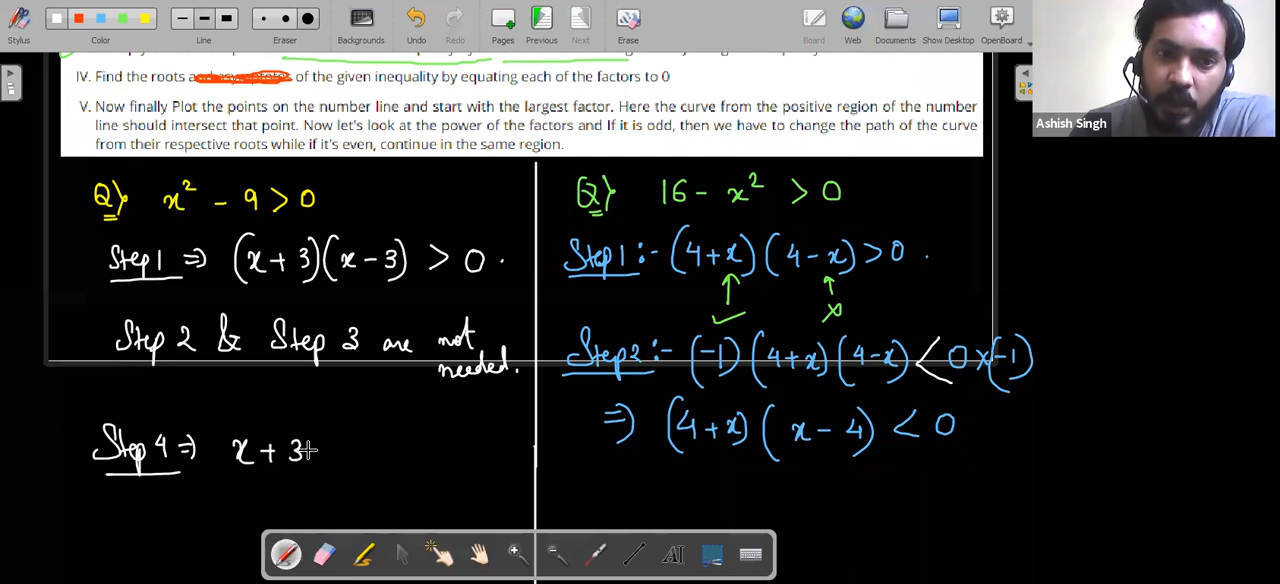 Stylus
Color
Line
Eraser
Backgrounds
Undo
Redo
Pages
Previous
Next
Erase
Board
Web
Documents
Show Desktop
OpenBoard
IV. Find the roots of the given inequality by equating each of the factors to 0
V. Now finally Plot the points on the number line and start with the largest factor. Here the curve from the positive region of the number
line should intersect that point. Now let's look at the power of the factors and If it is odd, then we have to change the path of the curve
from their respective roots while if it's even, continue in the same region.
Ashish Singh
Q} x² - 9 > 0
Step 1 ⇒ (x + 3)(x - 3) > 0 .
Step 2 & Step 3 are not
needed.
Step 4 ⇒ x + 3
Q} 16 - x² > 0
Step 1 :- (4 + x)(4 - x) > 0 .
Step 2 :- (-1)(4 + x)(4 - x) < 0 x (-1)
⇒ (4 + x)(x - 4) < 0
AI